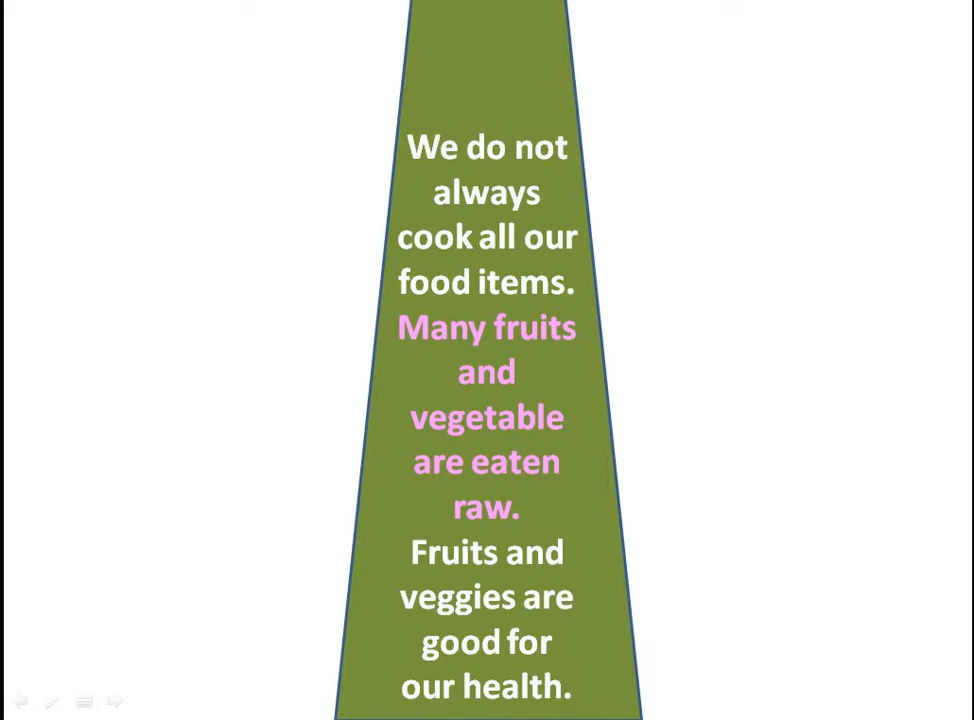 We do not
always
cook all our
food items.
Many fruits
and
vegetable
are eaten
raw.
Fruits and
veggies are
good for
our health.